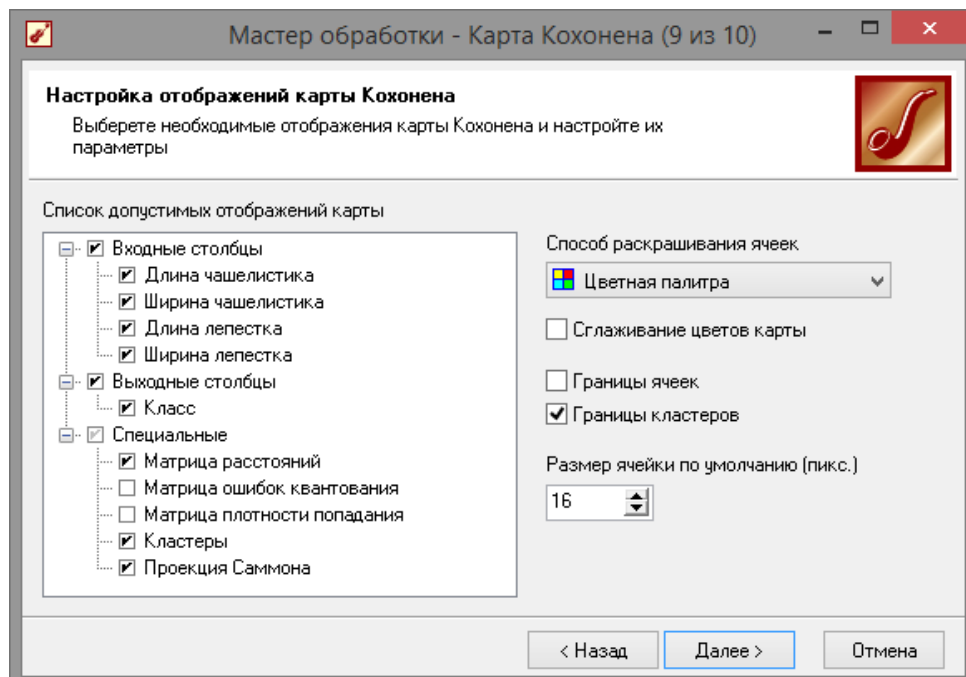 Мастер обработки - Карта Кохонена (9 из 10)
Настройка отображений карты Кохонена
Выберете необходимые отображения карты Кохонена и настройте их
параметры
Список допустимых отображений карты
Входные столбцы
Длина чашелистика
Ширина чашелистика
Длина лепестка
Ширина лепестка
Выходные столбцы
Класс
Специальные
Матрица расстояний
Матрица ошибок квантования
Матрица плотности попадания
Кластеры
Проекция Саммона
Способ раскрашивания ячеек
Цветная палитра
Сглаживание цветов карты
Границы ячеек
Границы кластеров
Размер ячейки по умолчанию (пикс.)
16
< Назад
Далее >
Отмена